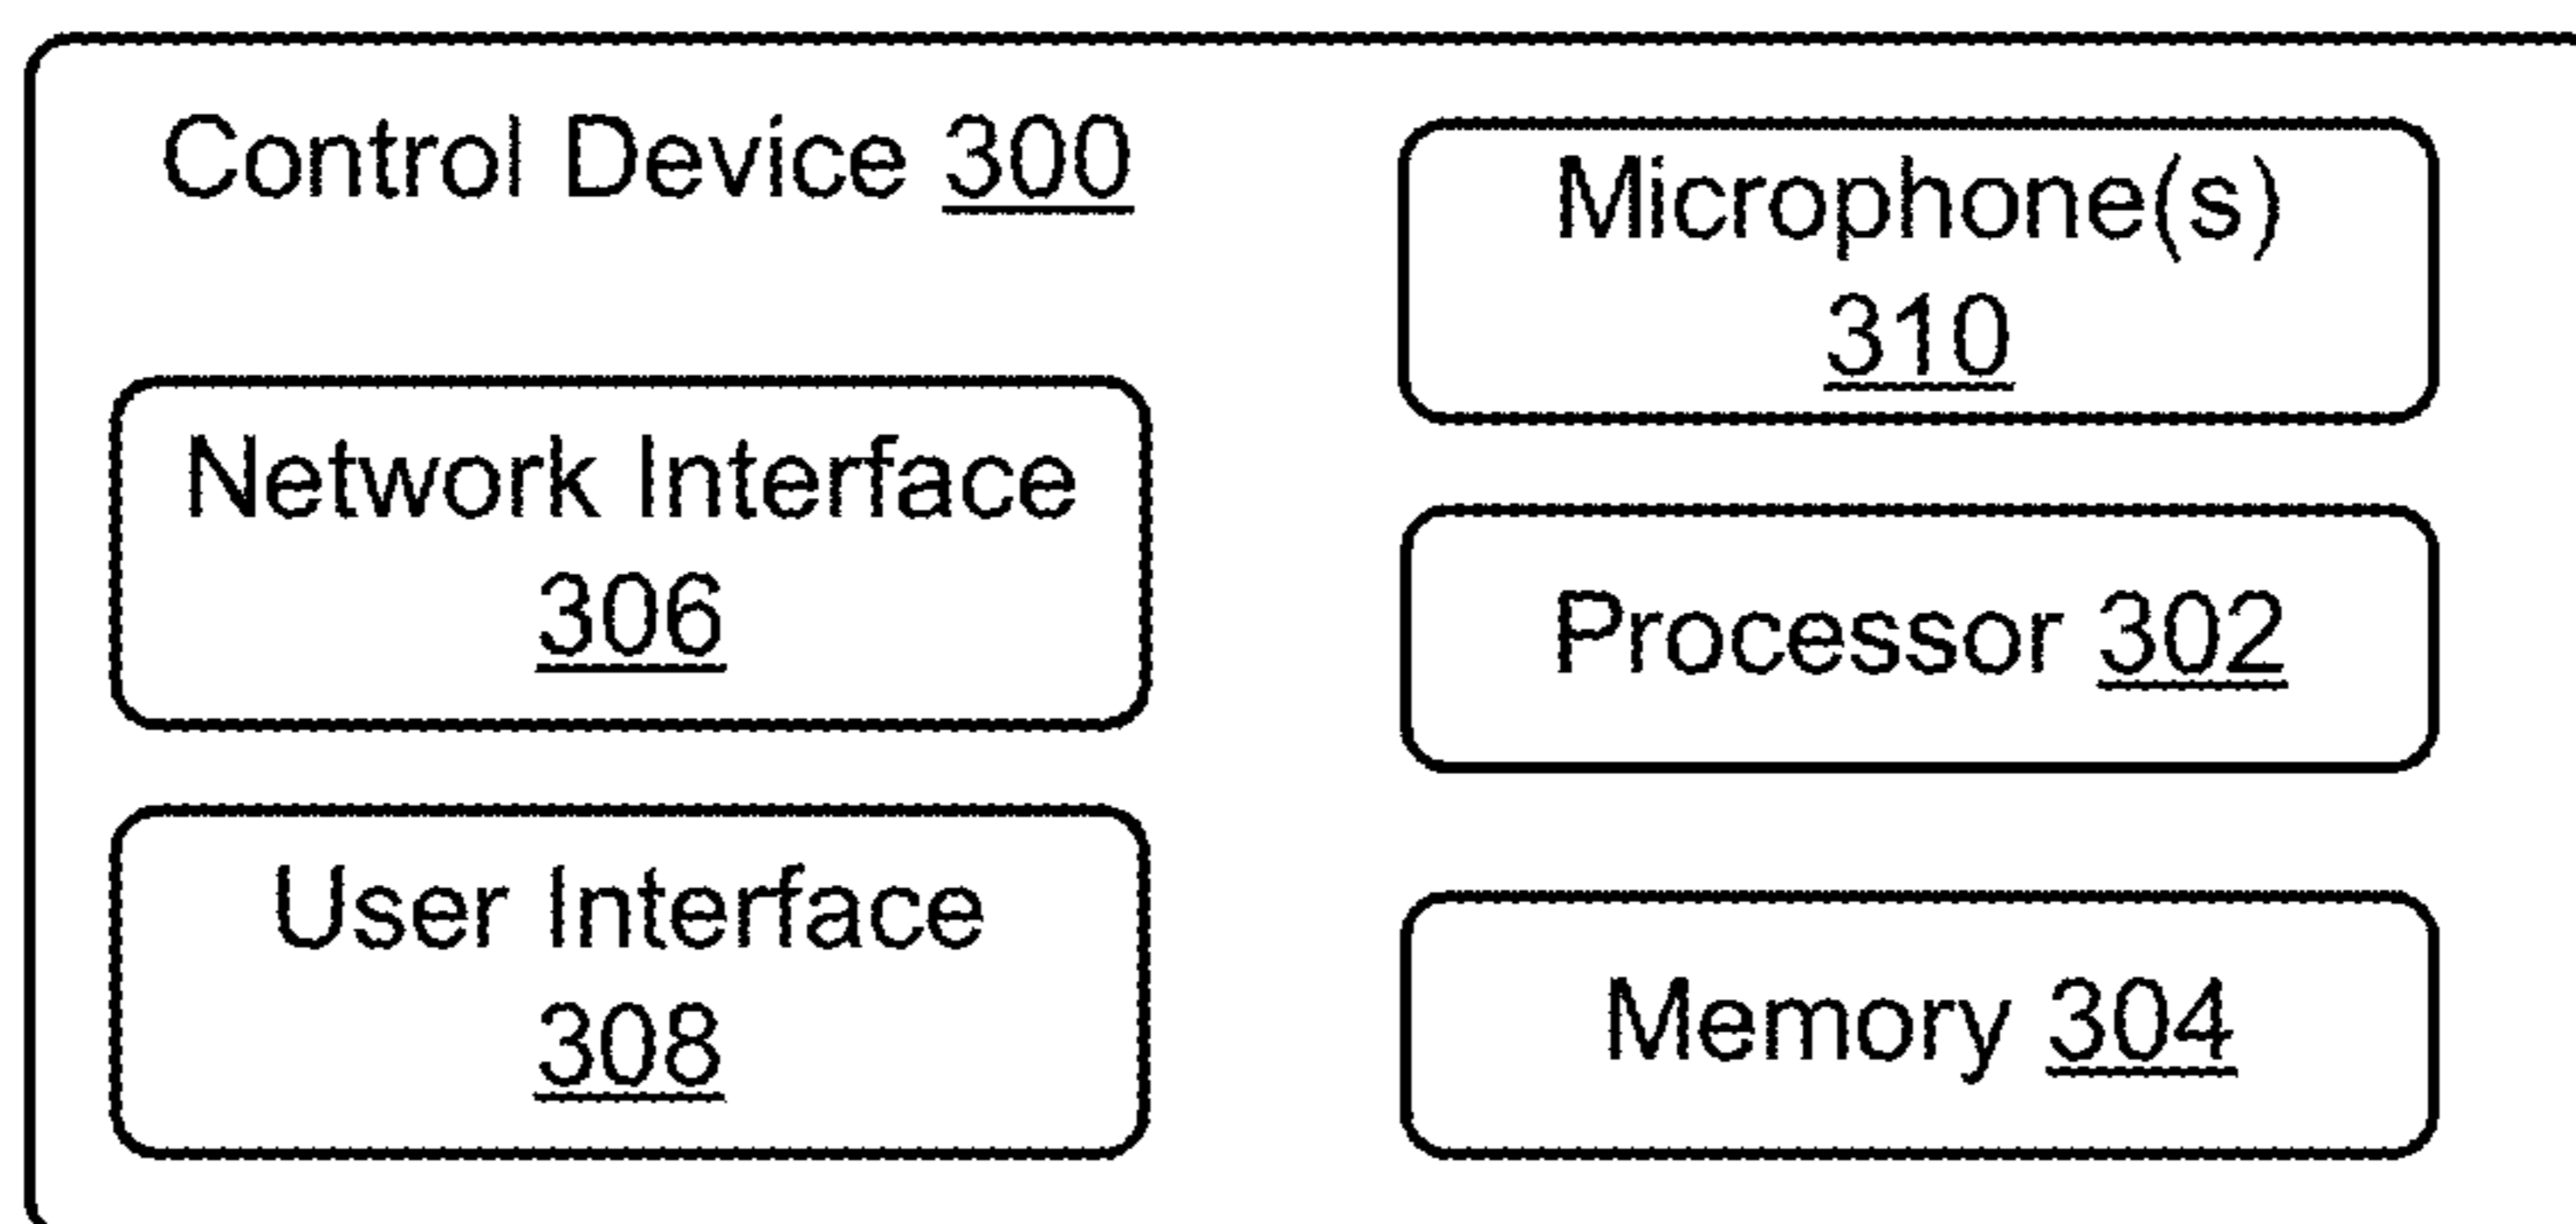 Control Device 300
Microphone(s)
310
Network Interface
306
Processor 302
User Interface
308
Memory 304